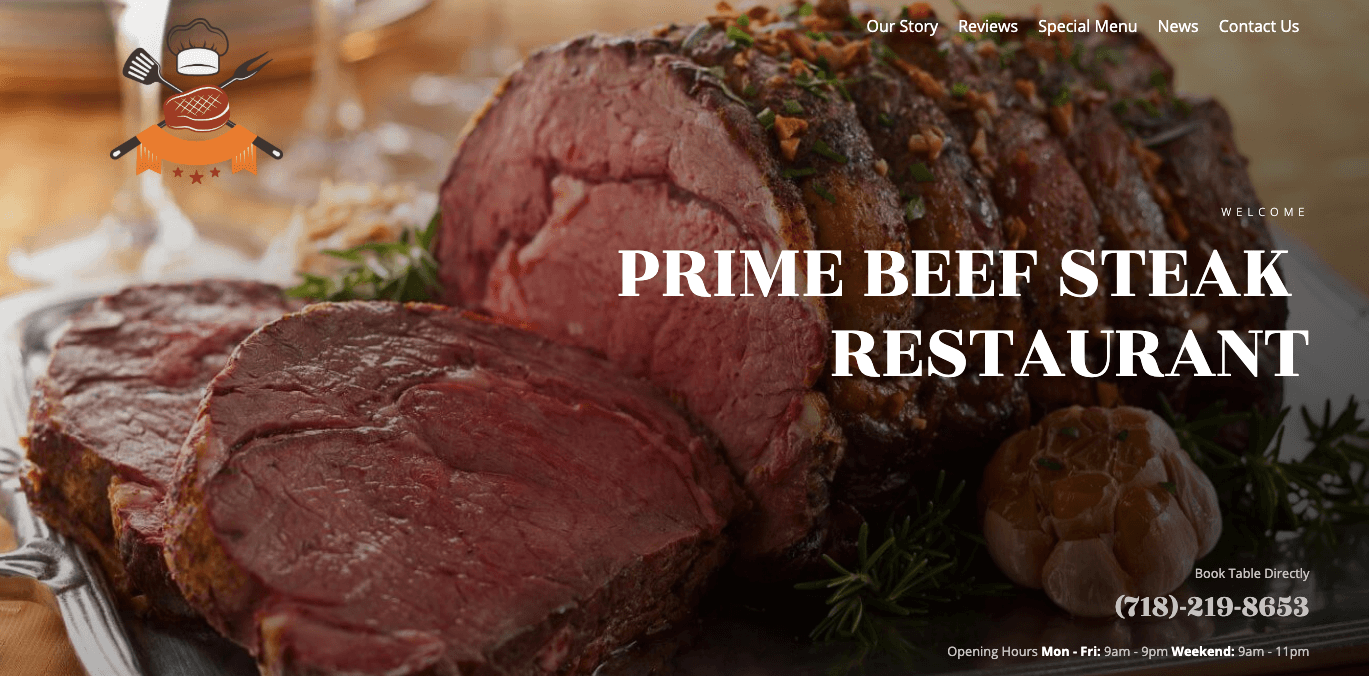 Our Story Reviews Special Menu News Contact Us
WELCOME
PRIME BEEF STEAK
RESTAURANT
Book Table Directly
(718)-219-8653
Opening Hours Mon - Fri: 9am - 9pm Weekend: 9am - 11pm